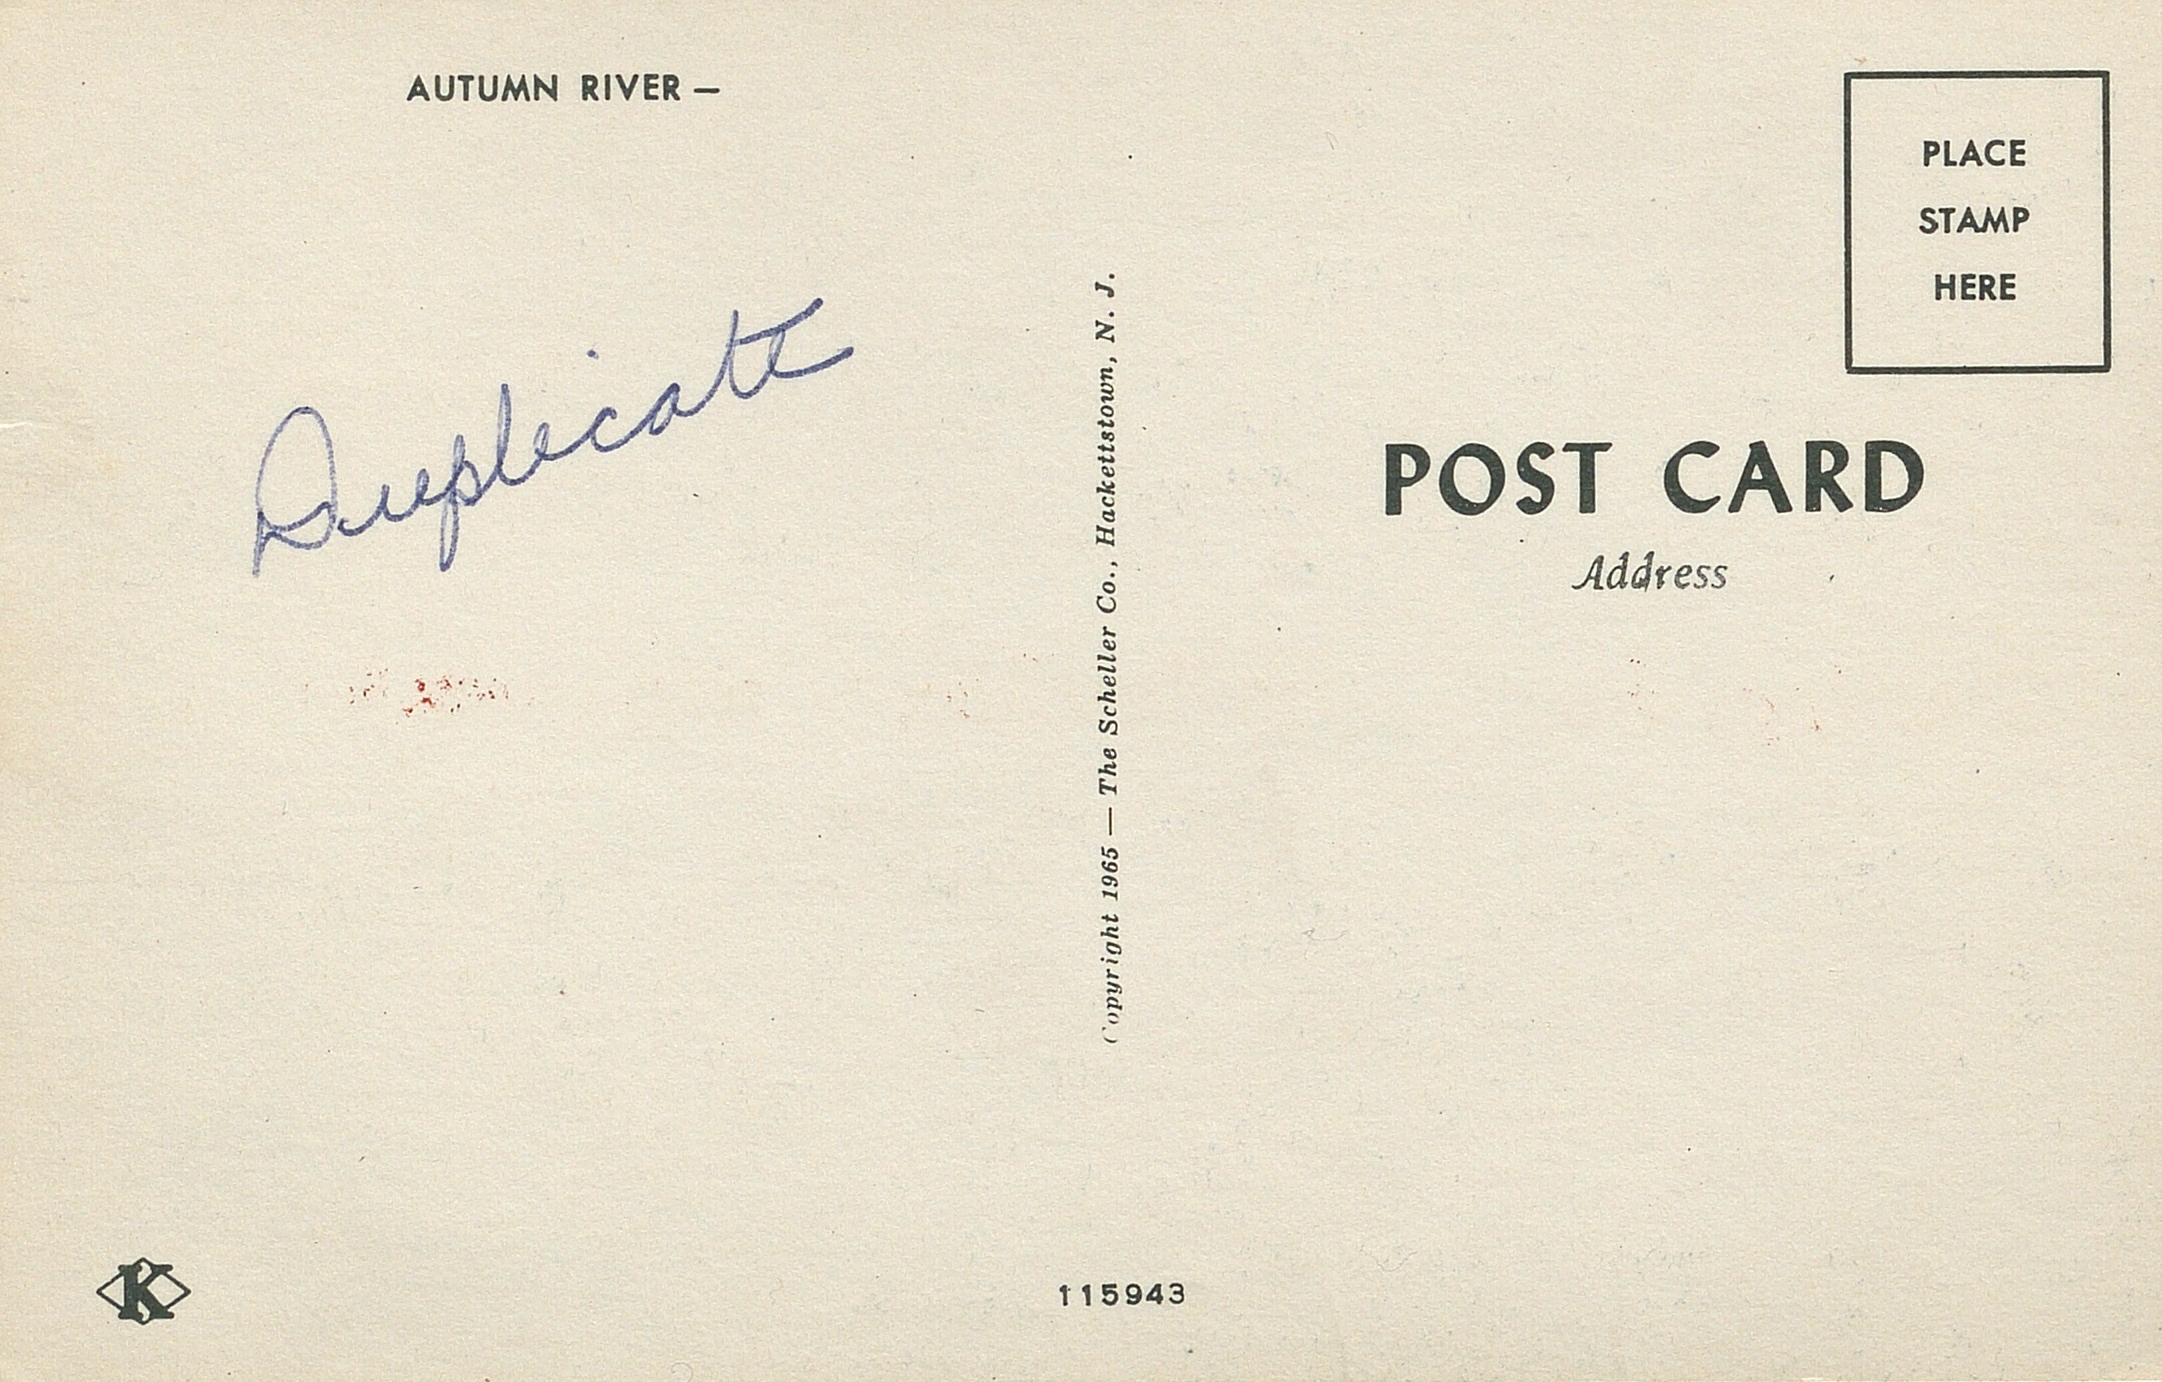 AUTUMN RIVER —
Duplicate
Copyright 1965 — The Scheller Co., Hackettstown, N. J.
PLACE
STAMP
HERE
POST CARD
Address
K
115943